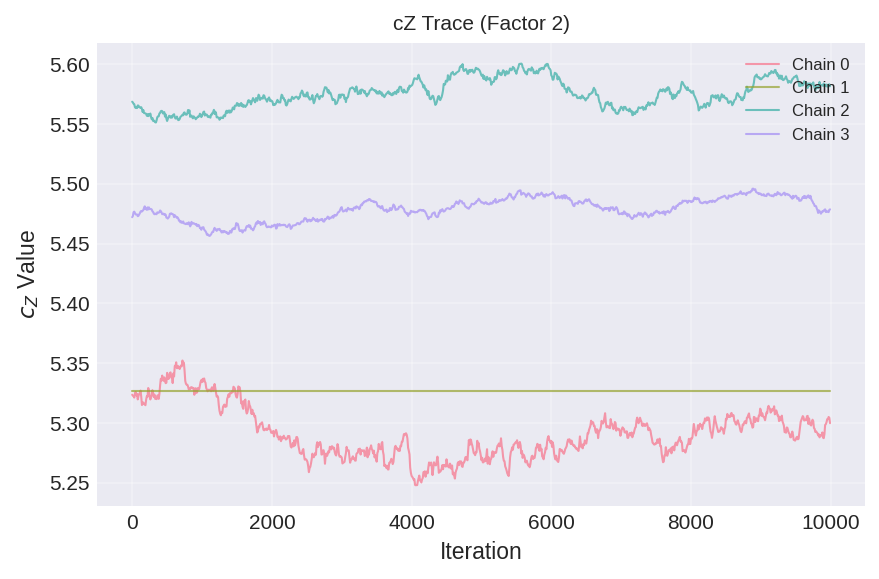 cZ Trace (Factor 2)
5.60
5.55
5.50
5.45
5.40
5.35
5.30
5.25
c_Z Value
Chain 0
Chain 1
Chain 2
Chain 3
0
2000
4000
6000
8000
10000
Iteration